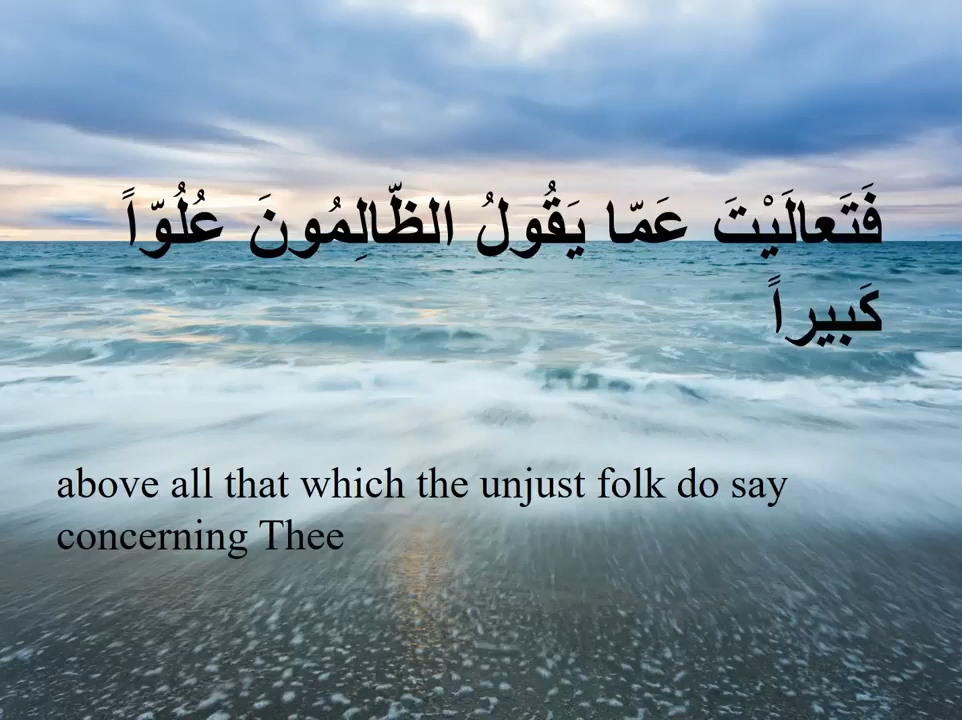 فَتَعالَيْتَ عَمّا يَقُولُ الظّالِمُونَ عُلُوّاً
كَبيراً
above all that which the unjust folk do say
concerning Thee